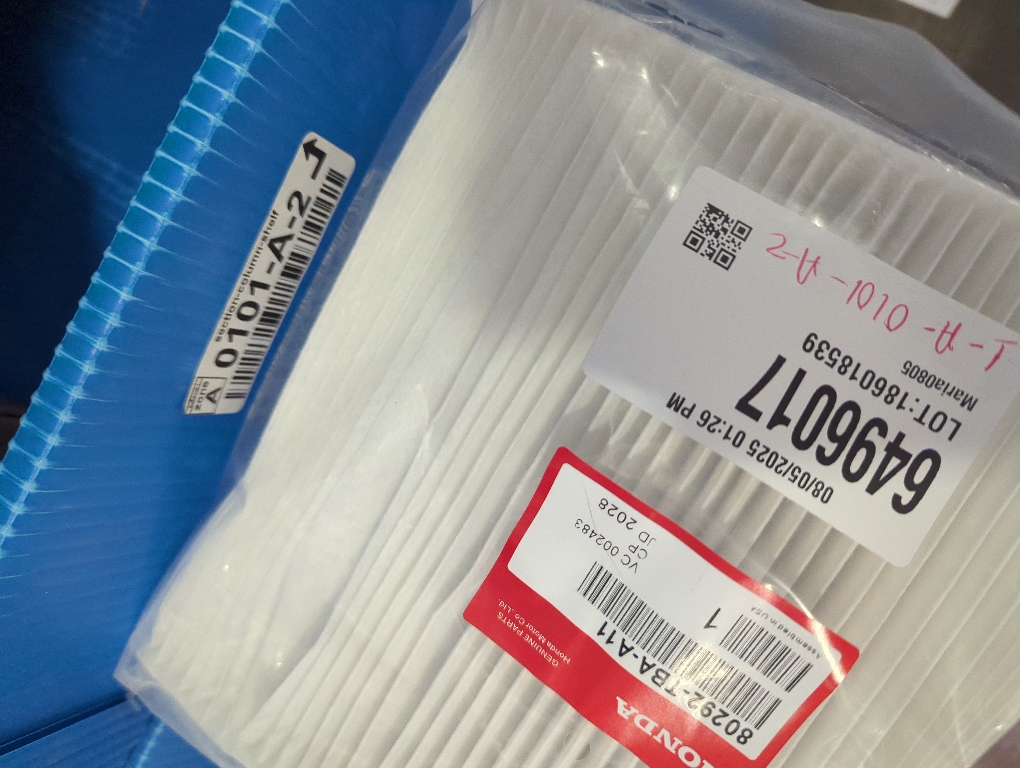 section-column-shelf
zone
A
0101-A-2
08/05/2025 01:26 PM
6496017
LOT:186018539
Maria0805
I-A-0101-A-2
HONDA
GENUINE PARTS
Honda Motor Co.,Ltd.
80292-TBA-A11
Assembled in USA
1
VC 002483
CP
JD 2028